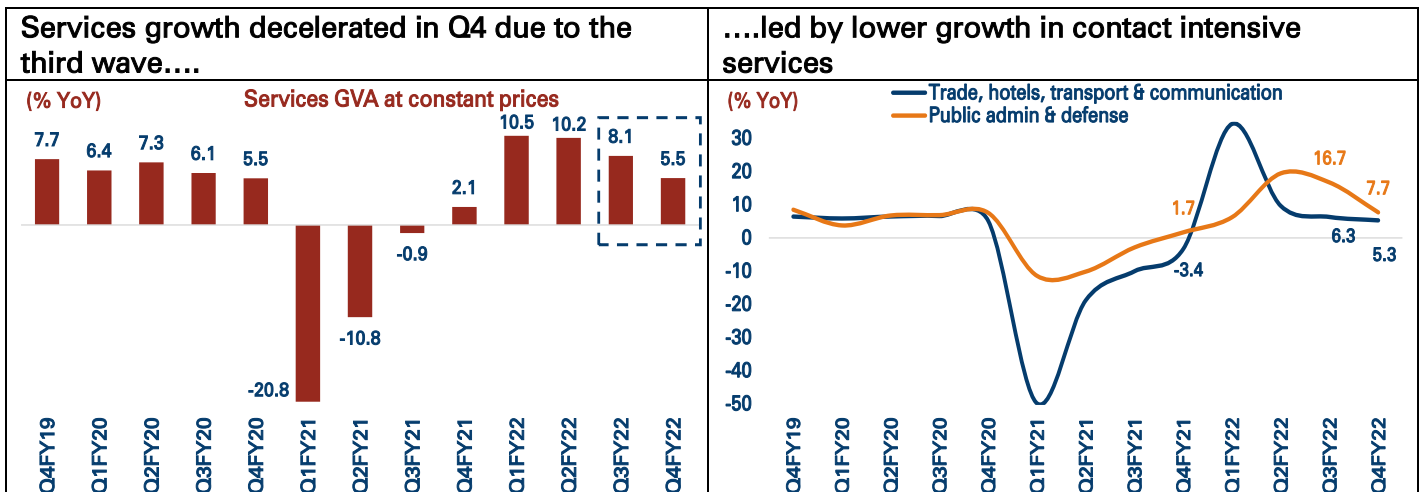 Services growth decelerated in Q4 due to the
third wave….
(% YoY)
Services GVA at constant prices
7.7
6.4
7.3
6.1
5.5
-20.8
-10.8
-0.9
2.1
10.5
10.2
8.1
5.5
Q4FY19
Q1FY20
Q2FY20
Q3FY20
Q4FY20
Q1FY21
Q2FY21
Q3FY21
Q4FY21
Q1FY22
Q2FY22
Q3FY22
Q4FY22
….led by lower growth in contact intensive
services
(% YoY)
Trade, hotels, transport & communication
Public admin & defense
30
20
10
0
-10
-20
-30
-40
-50
1.7
-3.4
16.7
7.7
6.3
5.3
Q4FY19
Q1FY20
Q2FY20
Q3FY20
Q4FY20
Q1FY21
Q2FY21
Q3FY21
Q4FY21
Q1FY22
Q2FY22
Q3FY22
Q4FY22